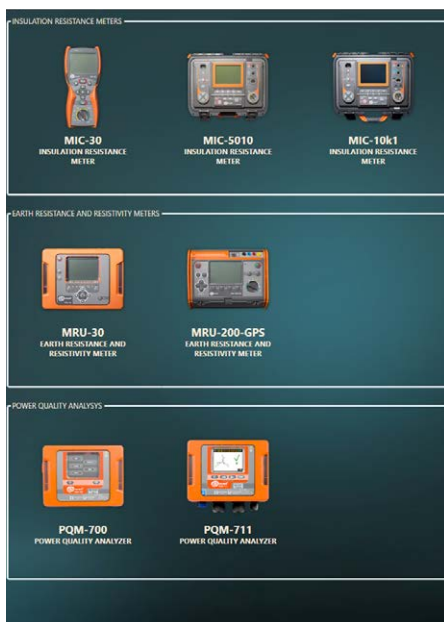 INSULATION RESISTANCE METERS
MIC-30
INSULATION RESISTANCE
METER
MIC-5010
INSULATION RESISTANCE
METER
MIC-10k1
INSULATION RESISTANCE
METER
EARTH RESISTANCE AND RESISTIVITY METERS
MRU-30
EARTH RESISTANCE AND
RESISTIVITY METER
MRU-200-GPS
EARTH RESISTANCE AND
RESISTIVITY METER
POWER QUALITY ANALYSYS
PQM-700
POWER QUALITY ANALYZER
PQM-711
POWER QUALITY ANALYZER